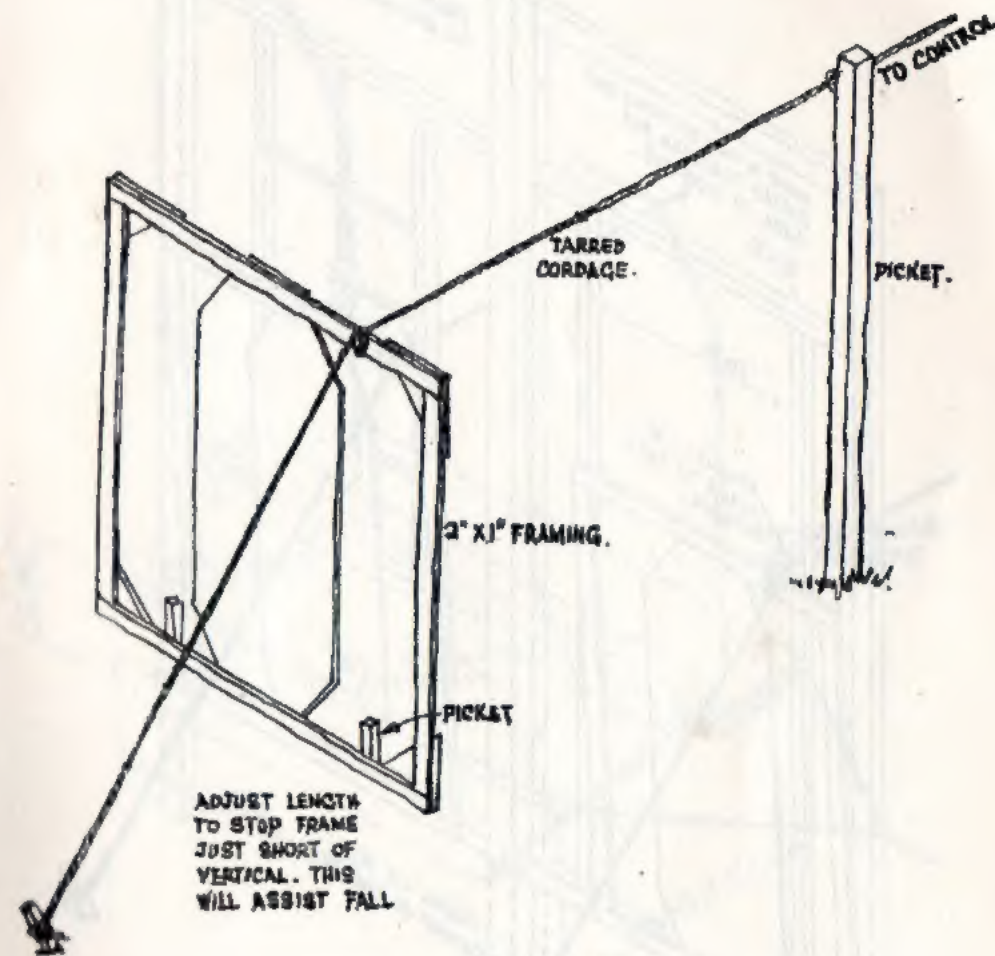 TO CONTROL
TARRED
CORDAGE.
PICKET.
2" X 1" FRAMING.
PICKET
ADJUST LENGTH
TO STOP FRAME
JUST SHORT OF
VERTICAL. THIS
WILL ASSIST FALL